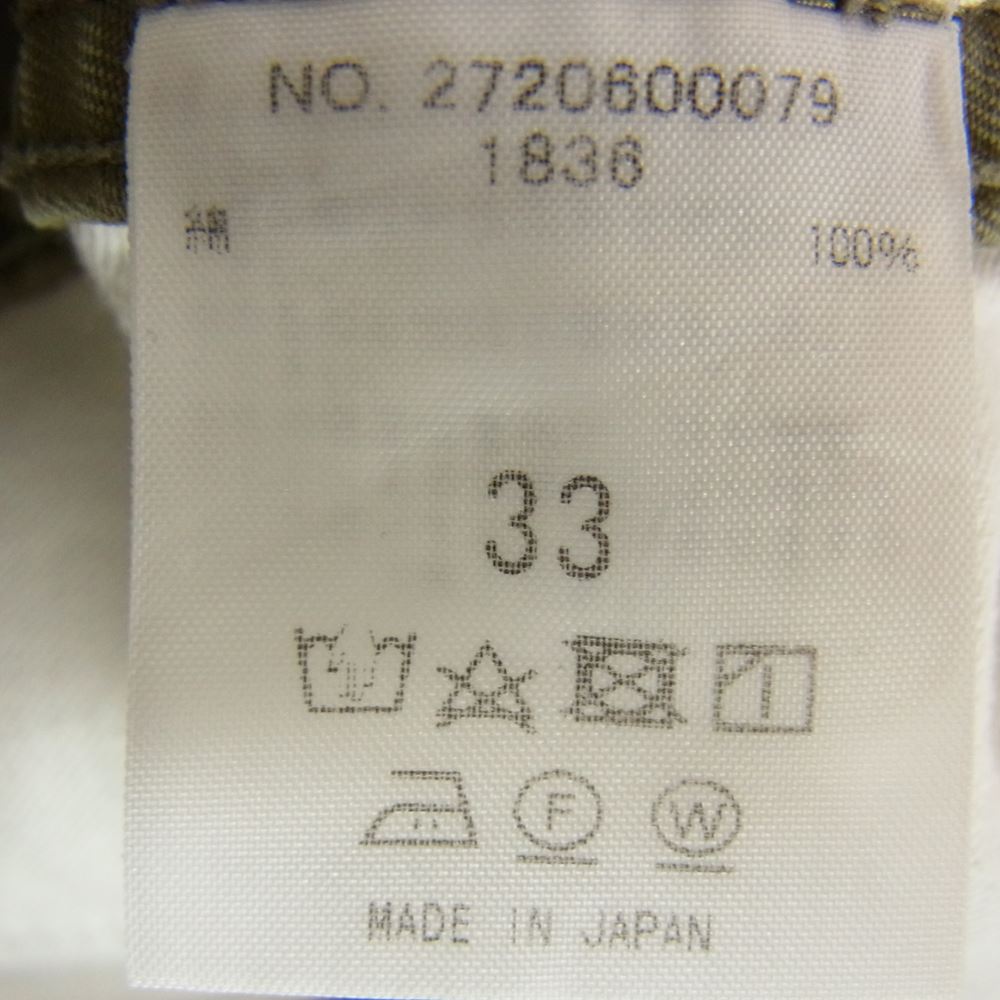 NO. 2720600079
1836
綿 100%
33
F W
MADE IN JAPAN